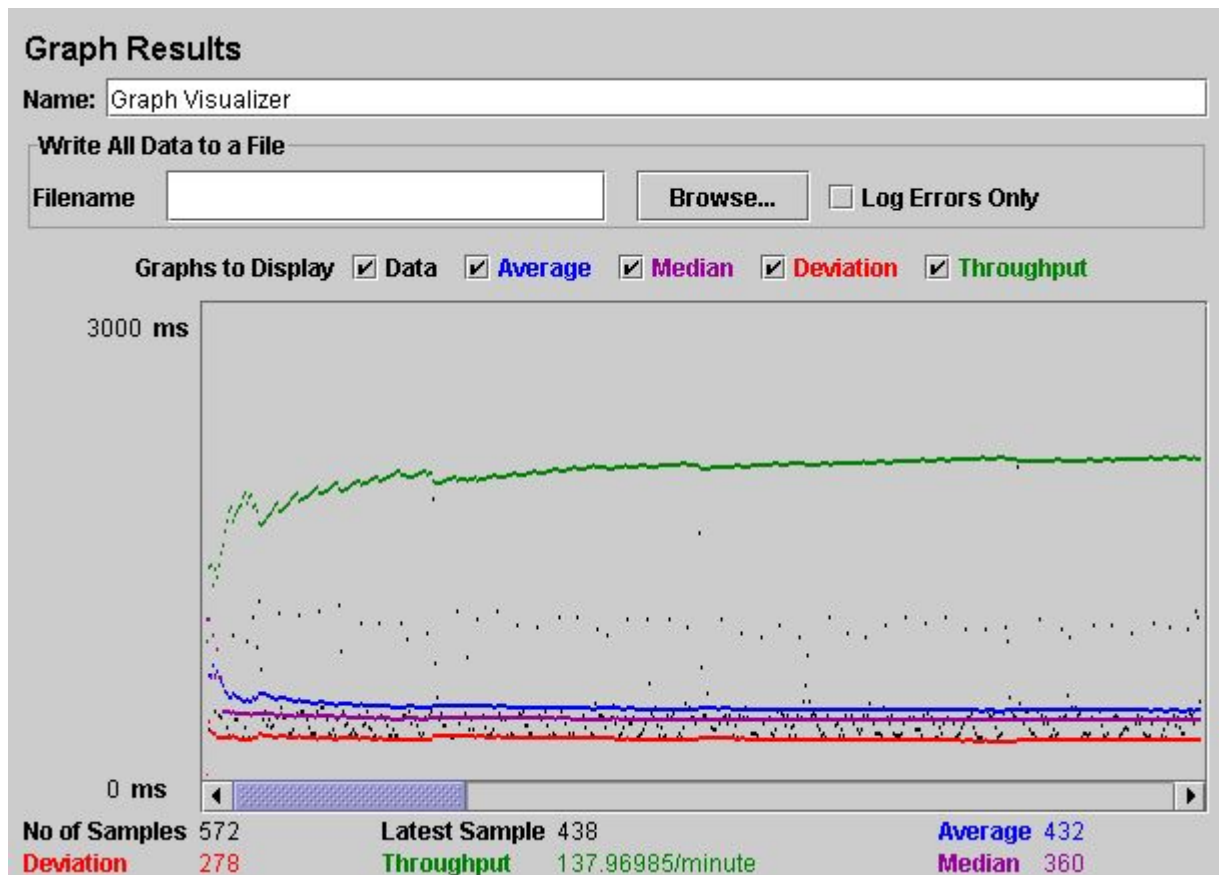 Graph Results
Name: Graph Visualizer
Write All Data to a File
Filename Browse... Log Errors Only
Graphs to Display Data Average Median Deviation Throughput
3000 ms
0 ms
No of Samples 572 Latest Sample 438 Average 432
Deviation 278 Throughput 137.96985/minute Median 360